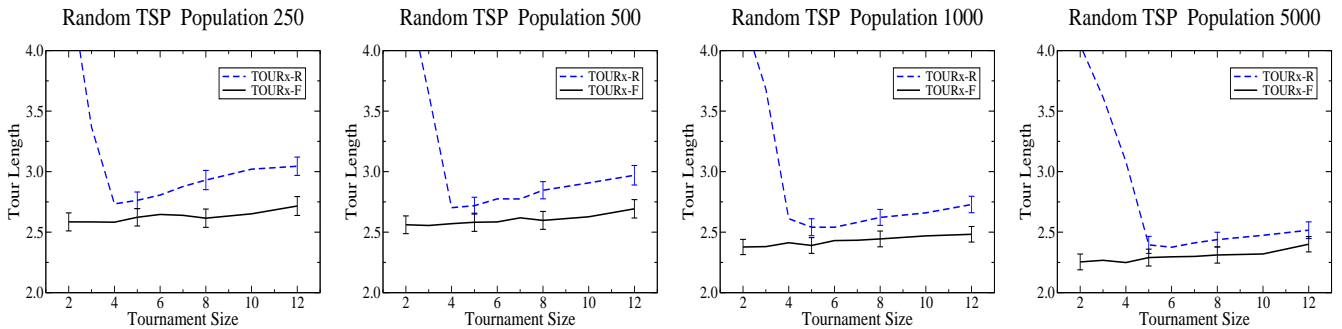 Random TSP Population 250
4.0
3.5
3.0
2.5
2.0
Tour Length
2 4 6 8 10 12
Tournament Size
TOURx-R
TOURx-F
Random TSP Population 500
4.0
3.5
3.0
2.5
2.0
Tour Length
2 4 6 8 10 12
Tournament Size
TOURx-R
TOURx-F
Random TSP Population 1000
4.0
3.5
3.0
2.5
2.0
Tour Length
2 4 6 8 10 12
Tournament Size
TOURx-R
TOURx-F
Random TSP Population 5000
4.0
3.5
3.0
2.5
2.0
Tour Length
2 4 6 8 10 12
Tournament Size
TOURx-R
TOURx-F